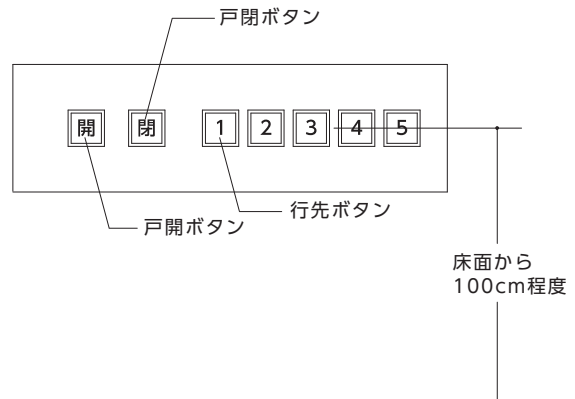 戸閉ボタン
開 閉 1 2 3 4 5
行先ボタン
戸開ボタン
床面から
100cm程度